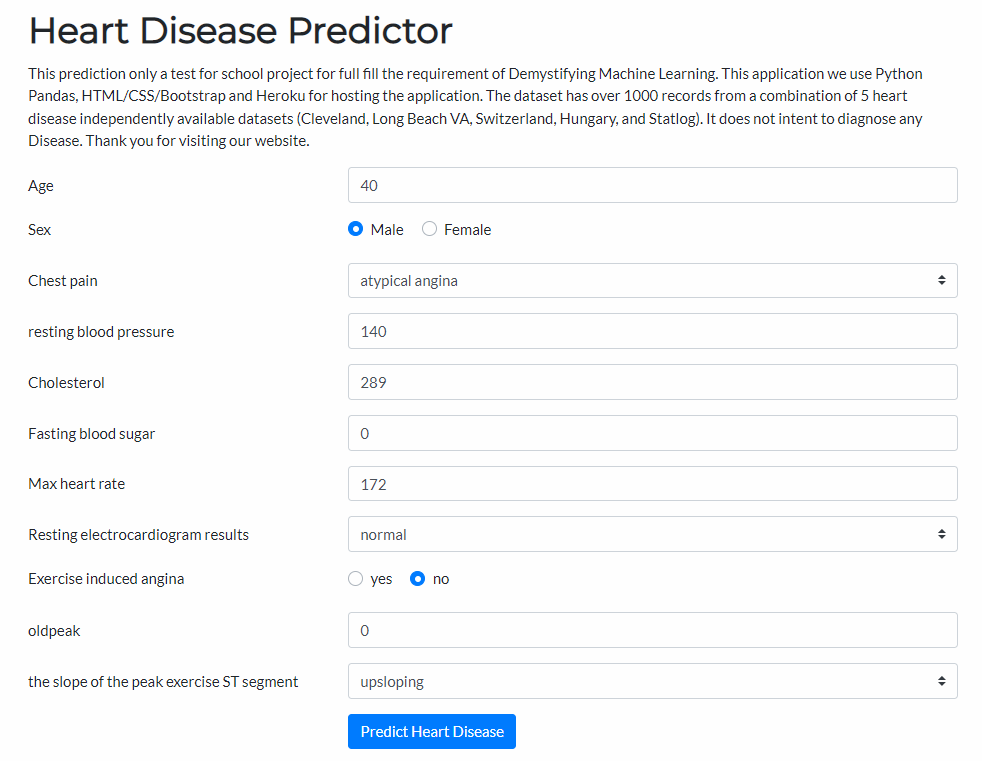 Heart Disease Predictor
This prediction only a test for school project for full fill the requirement of Demystifying Machine Learning. This application we use Python
Pandas, HTML/CSS/Bootstrap and Heroku for hosting the application. The dataset has over 1000 records from a combination of 5 heart
disease independently available datasets (Cleveland, Long Beach VA, Switzerland, Hungary, and Statlog). It does not intent to diagnose any
Disease. Thank you for visiting our website.
Age 40
Sex Male Female
Chest pain atypical angina
resting blood pressure 140
Cholesterol 289
Fasting blood sugar 0
Max heart rate 172
Resting electrocardiogram results normal
Exercise induced angina yes no
oldpeak 0
the slope of the peak exercise ST segment upsloping
Predict Heart Disease